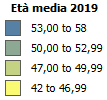 Età media 2019
53,00 to 58
50,00 to 52,99
47,00 to 49,99
42 to 46,99